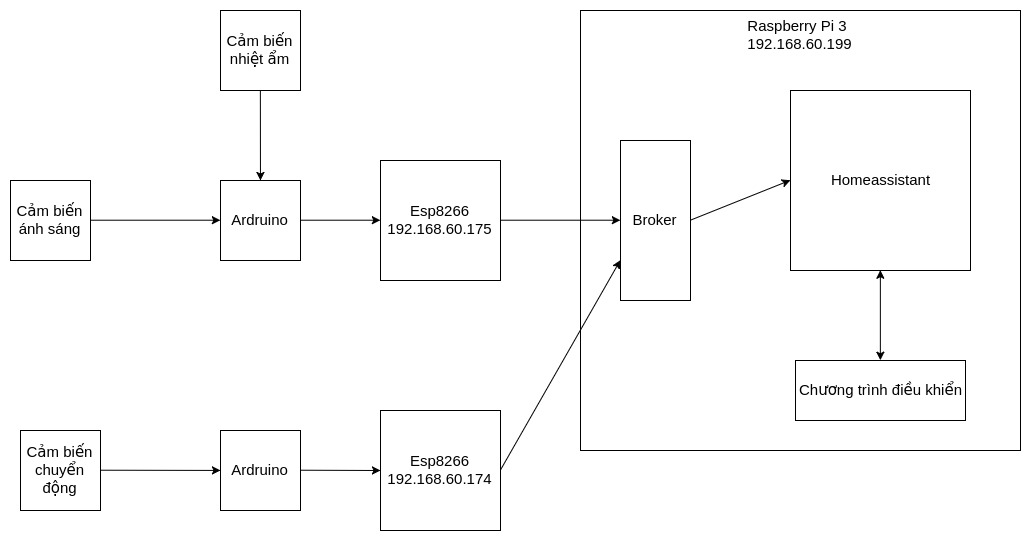 Cảm biến
nhiệt ẩm
Raspberry Pi 3
192.168.60.199
Homeassistant
Cảm biến
ánh sáng
Ardruino
Esp8266
192.168.60.175
Broker
Chương trình điều khiển
Cảm biến
chuyển
động
Ardruino
Esp8266
192.168.60.174